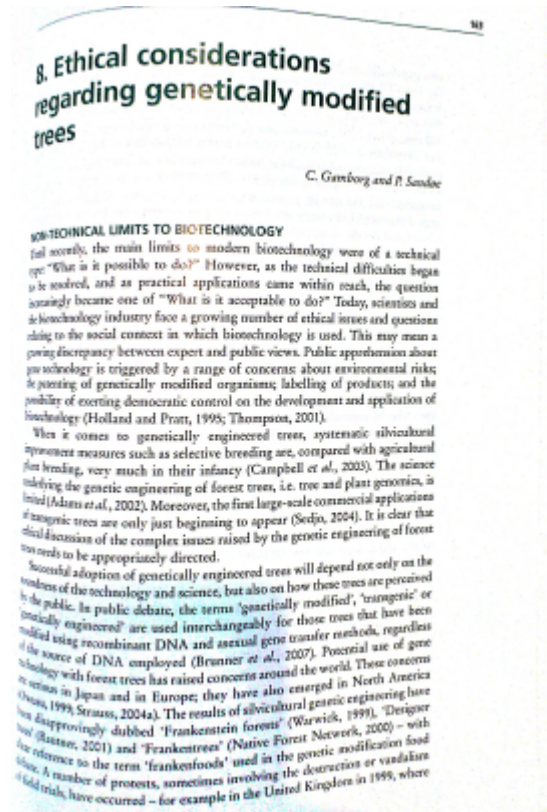 163
8. Ethical considerations
regarding genetically modified
trees
C. Gamborg and P. Sandøe
NON-TECHNICAL LIMITS TO BIOTECHNOLOGY
Until recently, the main limits to modern biotechnology were of a technical
type: "What is it possible to do?" However, as the technical difficulties began
to be resolved, and as practical applications came within reach, the question
increasingly became one of "What is it acceptable to do?" Today, scientists and
the biotechnology industry face a growing number of ethical issues and questions
relating to the social context in which biotechnology is used. This may mean a
growing discrepancy between expert and public views. Public apprehension about
gene technology is triggered by a range of concerns: about environmental risks;
the patenting of genetically modified organisms; labelling of products; and the
possibility of exerting democratic control on the development and application of
biotechnology (Holland and Pratt, 1995; Thompson, 2001).
When it comes to genetically engineered trees, systematic silvicultural
improvement measures such as selective breeding are, compared with agricultural
plant breeding, very much in their infancy (Campbell et al., 2003). The science
underlying the genetic engineering of forest trees, i.e. tree and plant genomics, is
limited (Adams et al., 2002). Moreover, the first large-scale commercial applications
of transgenic trees are only just beginning to appear (Sedjo, 2004). It is clear that
ethical discussion of the complex issues raised by the genetic engineering of forest
trees needs to be appropriately directed.
Successful adoption of genetically engineered trees will depend not only on the
of the technology and science, but also on how these trees are perceived
by the public. In public debate, the terms 'genetically modified', 'transgenic' or
'genetically engineered' are used interchangeably for those trees that have been
modified using recombinant DNA and asexual gene transfer methods, regardless
of the source of DNA employed (Brunner et al., 2007). Potential use of gene
technology with forest trees has raised concerns around the world. These concerns
are serious in Japan and in Europe; they have also emerged in North America
1999; Strauss, 2004a). The results of silvicultural genetic engineering have
been disapprovingly dubbed 'Frankenstein forests' (Warwick, 1999), 'Designer
2001) and 'Frankentrees' (Native Forest Network, 2000) – with
reference to the term 'frankenfoods' used in the genetic modification food
debate. A number of protests, sometimes involving the destruction or vandalism
of field trials, have occurred – for example in the United Kingdom in 1999, where